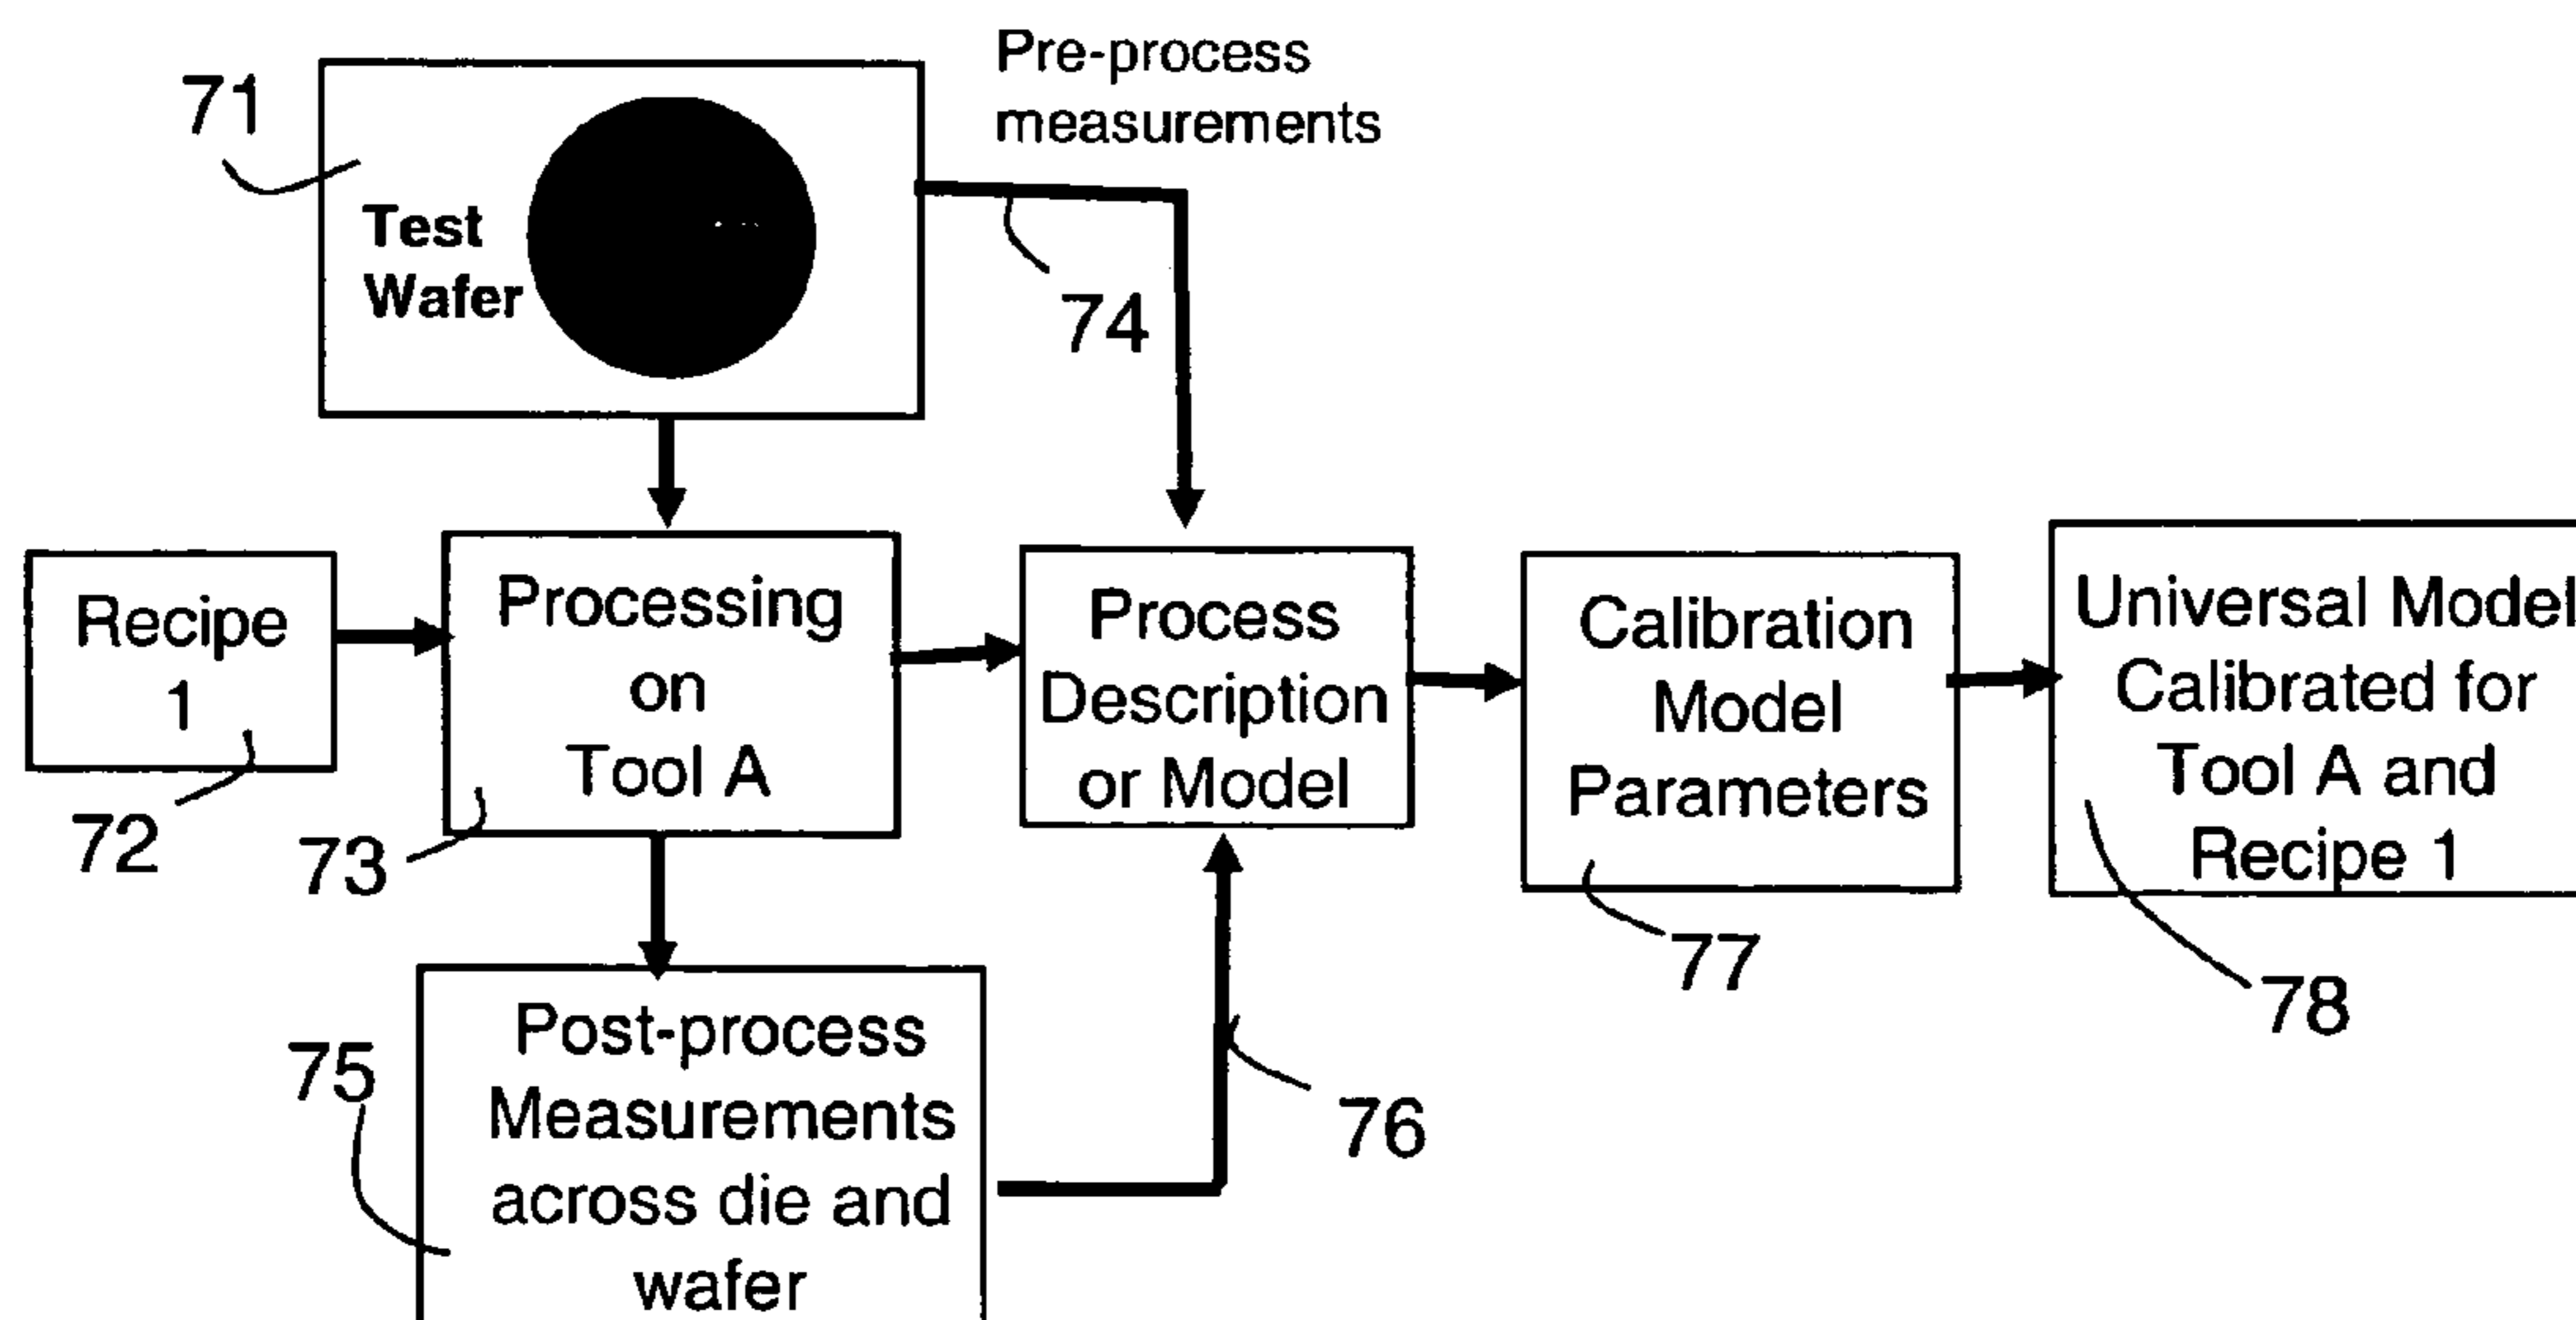 Pre-process
measurements
71
Test
Wafer
74
Recipe
1
72
Processing
on
Tool A
73
Process
Description
or Model
Calibration
Model
Parameters
77
Universal Model
Calibrated for
Tool A and
Recipe 1
78
75
Post-process
Measurements
across die and
wafer
76